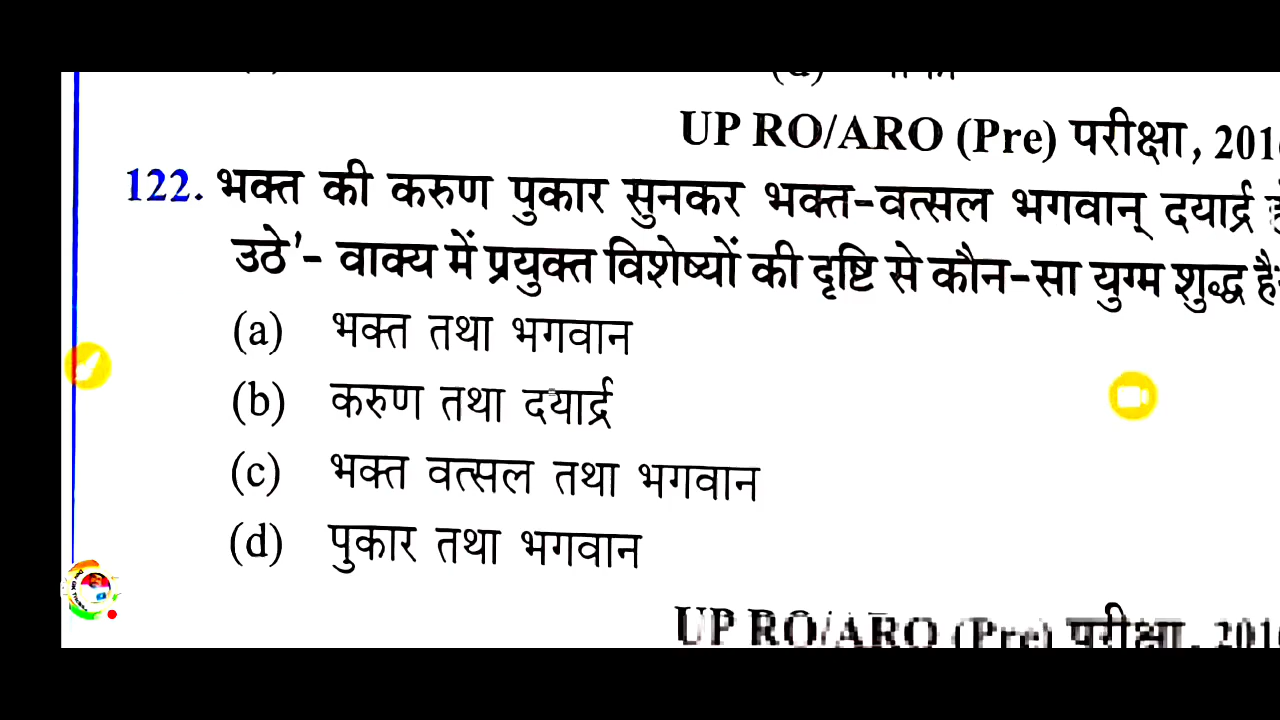 UP RO/ARO (Pre) परीक्षा, 201
122. भक्त की करुण पुकार सुनकर भक्त-वत्सल भगवान् दयार्द्र
उठे'- वाक्य में प्रयुक्त विशेष्यों की दृष्टि से कौन-सा युग्म शुद्ध है
(a) भक्त तथा भगवान
(b) करुण तथा दयार्द्र
(c) भक्त वत्सल तथा भगवान
(d) पुकार तथा भगवान
UP RO/ARO (Pre) परीक्षा, 201